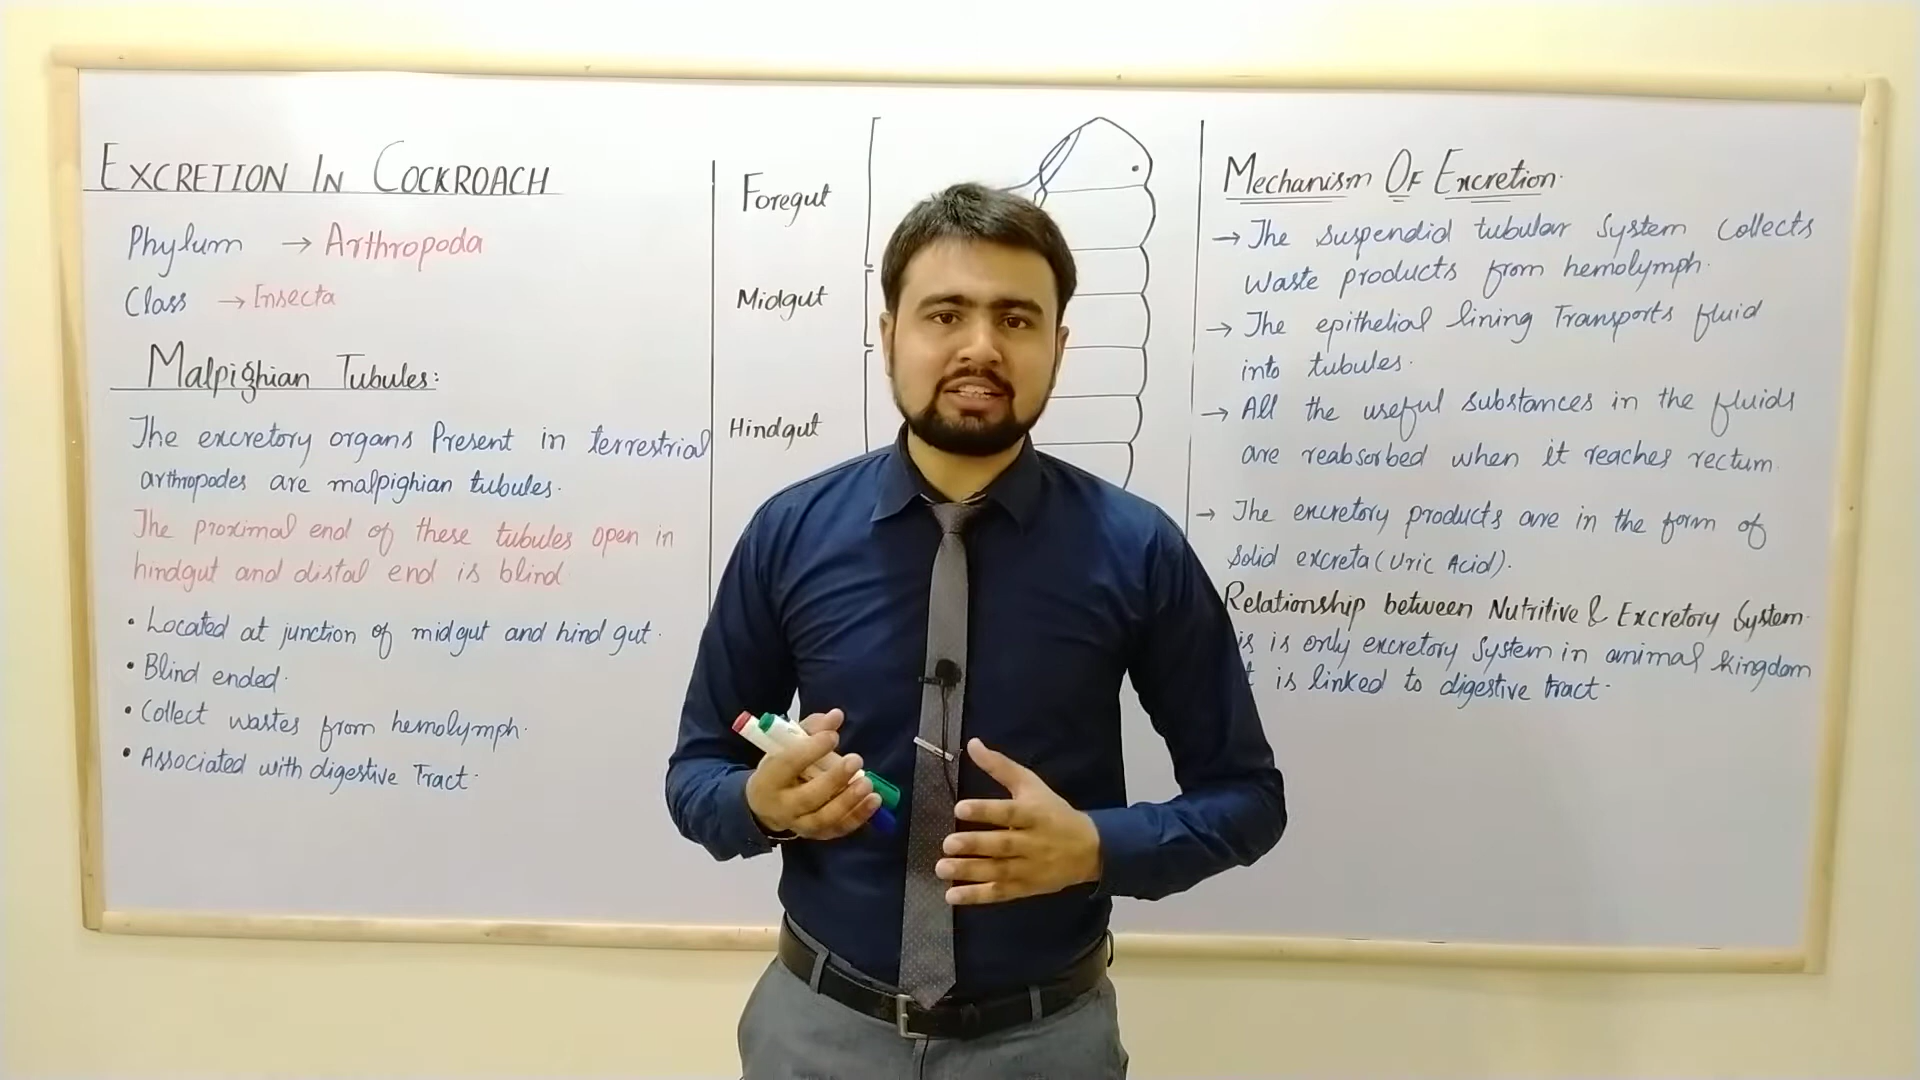 EXCRETION IN COCKROACH
Phylum → Arthropoda
Class → Insecta
Malpighian Tubules:
The excretory organs Present in terrestrial
arthropodes are malpighian tubules.
The proximal end of these tubules open in
hindgut and distal end is blind
• Located at junction of midgut and hind gut.
• Blind ended.
• Collect wastes from hemolymph.
• Associated with digestive Tract.
Foregut
Midgut
Hindgut
Mechanism Of Excretion.
→ The suspendid tubular System Collects
Waste products from hemolymph.
→ The epithelial lining Transports fluid
into tubules.
→ All the useful substances in the fluids
are reabsorbed when it reaches rectum.
→ The excretory products are in the form of
Solid excreta (Uric Acid).
Relationship between Nutritive & Excretory System.
is is only excretory System in animal kingdom
t is linked to digestive tract.